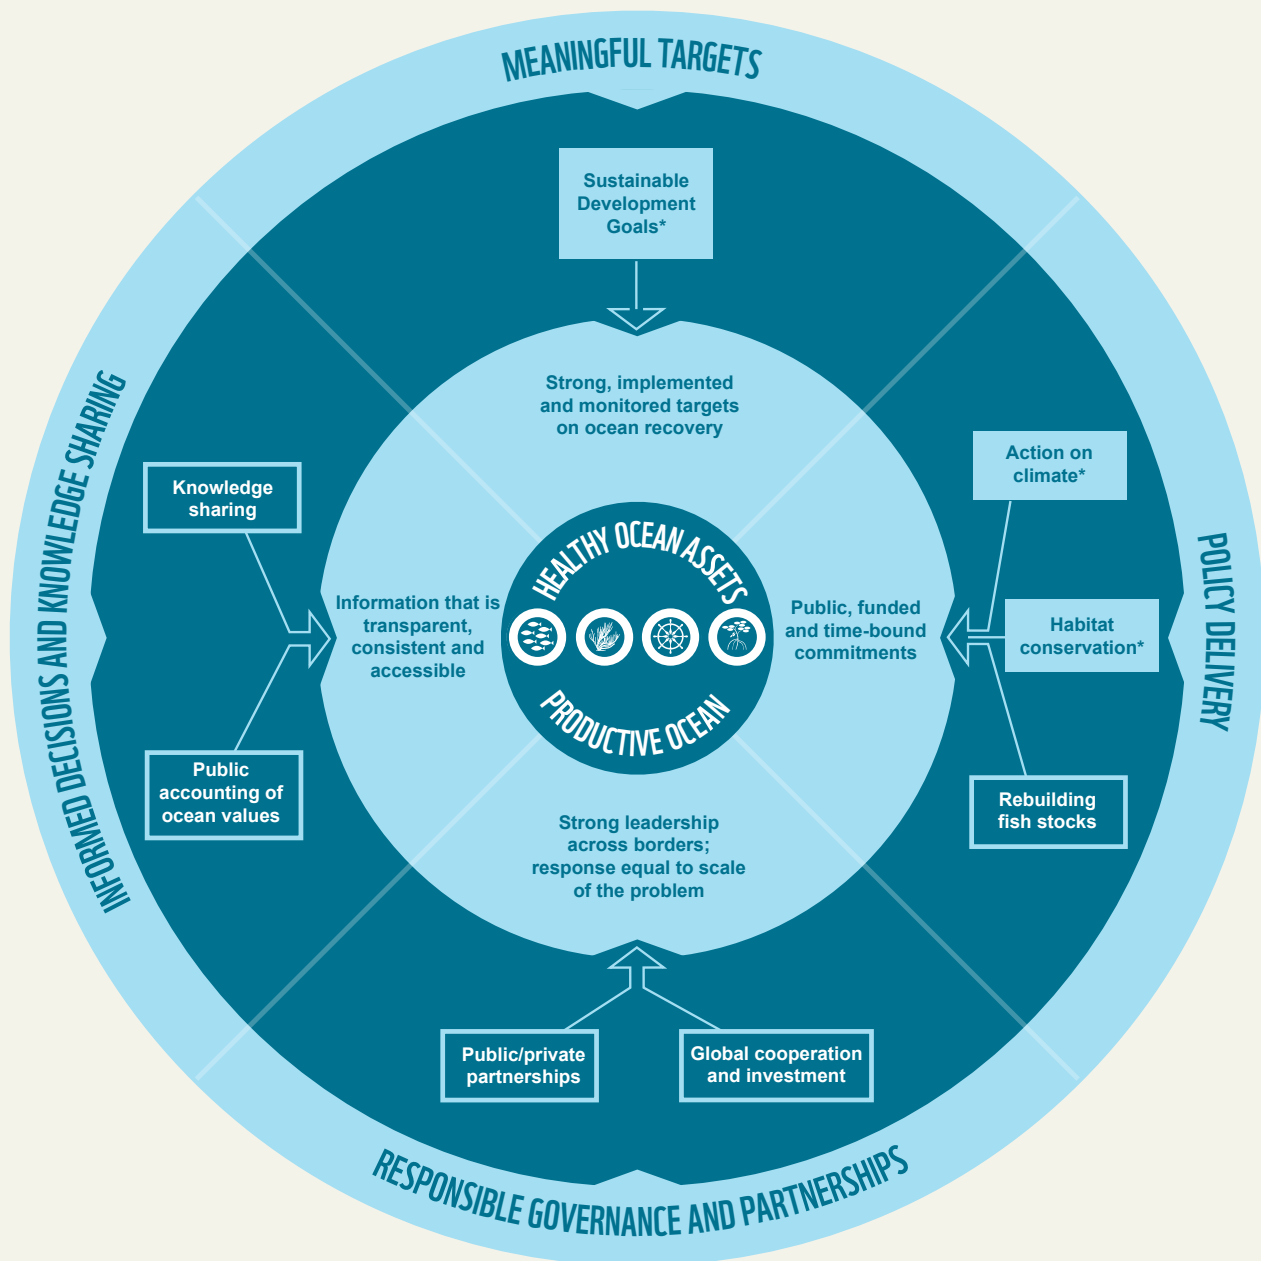 MEANINGFUL TARGETS
Sustainable
Development
Goals*
Strong, implemented
and monitored targets
on ocean recovery
INFORMED DECISIONS AND KNOWLEDGE SHARING
Knowledge
sharing
Public
accounting of
ocean values
Information that is
transparent,
consistent and
accessible
HEALTHY OCEAN ASSETS
PRODUCTIVE OCEAN
Public, funded
and time-bound
commitments
Action on
climate*
Habitat
conservation*
Rebuilding
fish stocks
POLICY DELIVERY
Strong leadership
across borders;
response equal to scale
of the problem
Public/private
partnerships
Global cooperation
and investment
RESPONSIBLE GOVERNANCE AND PARTNERSHIPS